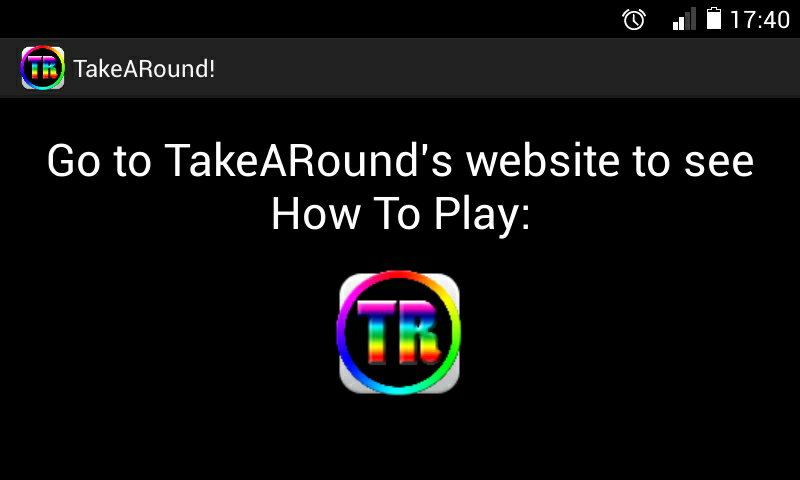 17:40
TR TakeARound!
Go to TakeARound's website to see
How To Play:
TR